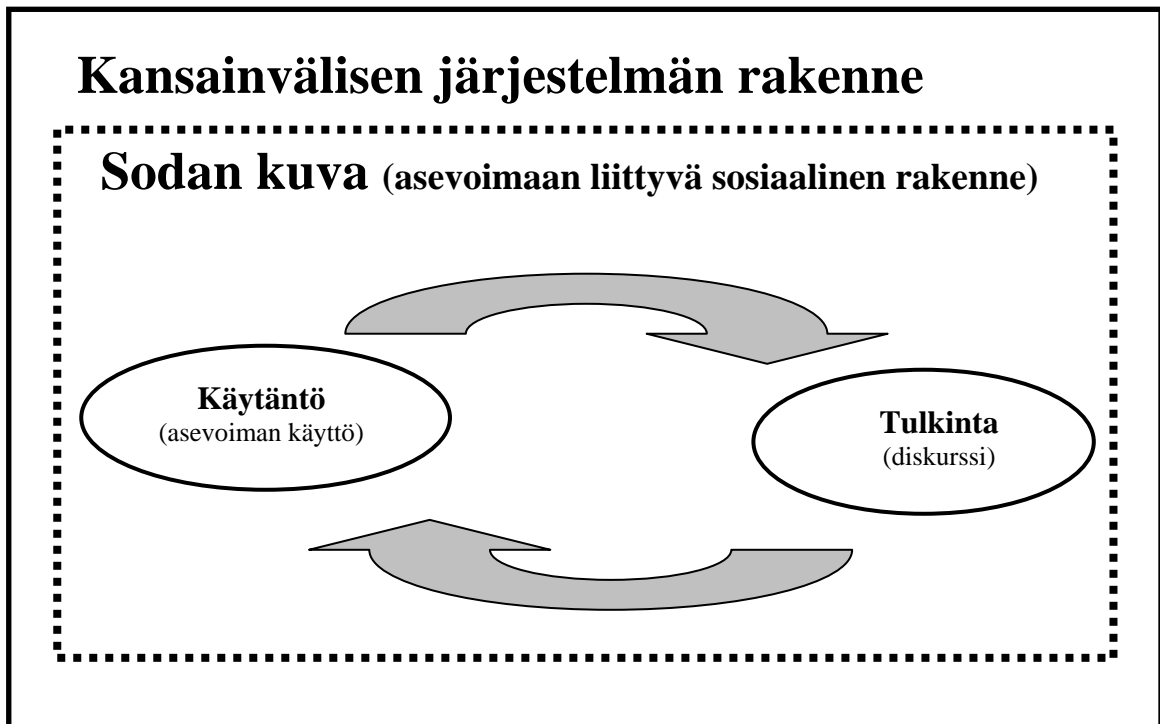 Kansainvälisen järjestelmän rakenne
Sodan kuva (asevoimaan liittyvä sosiaalinen rakenne)
Käytäntö
(asevoiman käyttö)
Tulkinta
(diskurssi)